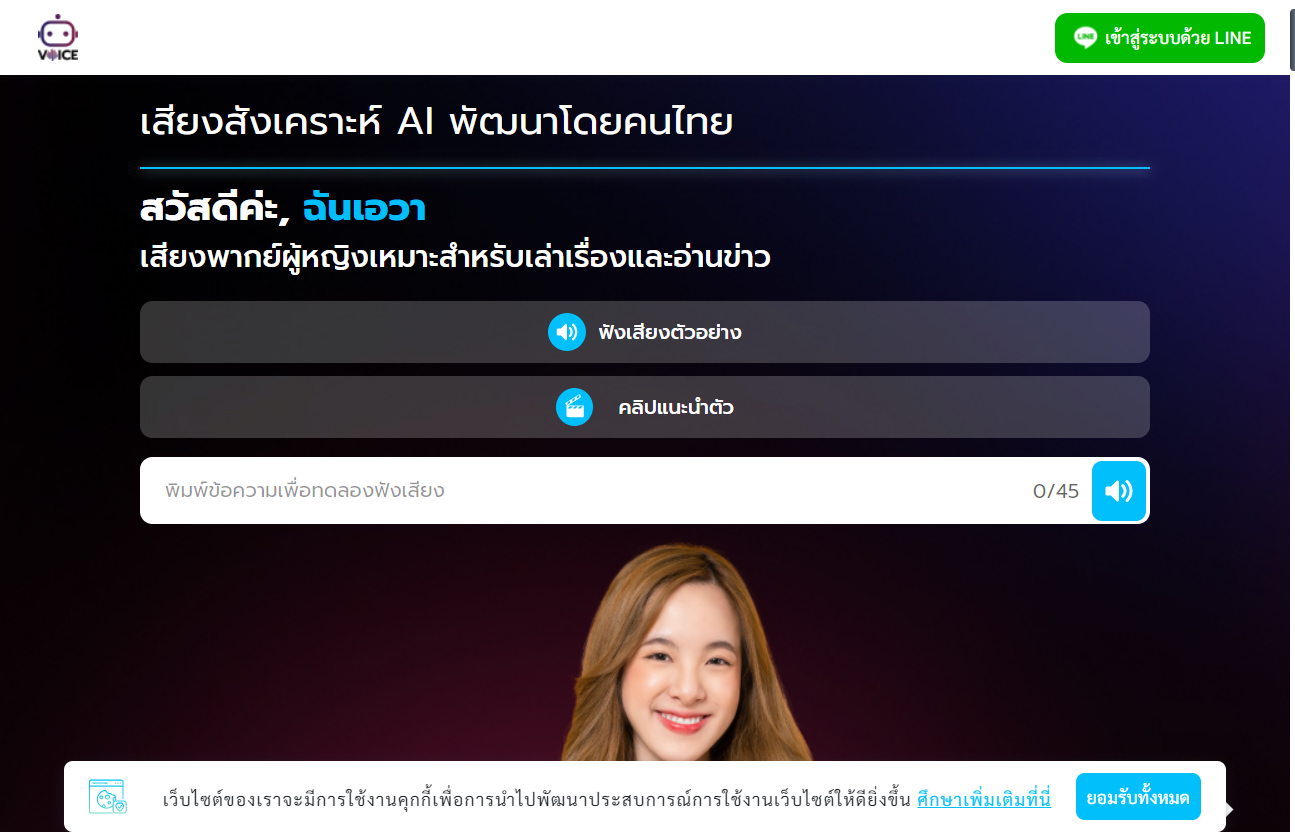 VOICE
LINE เข้าสู่ระบบด้วย LINE
เสียงสังเคราะห์ AI พัฒนาโดยคนไทย
สวัสดีค่ะ, ฉันเอวา
เสียงพากย์ผู้หญิงเหมาะสำหรับเล่าเรื่องและอ่านข่าว
ฟังเสียงตัวอย่าง
คลิปแนะนำตัว
พิมพ์ข้อความเพื่อทดลองฟังเสียง 0/45
เว็บไซต์ของเราจะมีการใช้งานคุกกี้เพื่อการนำไปพัฒนาประสบการณ์การใช้งานเว็บไซต์ให้ดียิ่งขึ้น ศึกษาเพิ่มเติมที่นี่ ยอมรับทั้งหมด